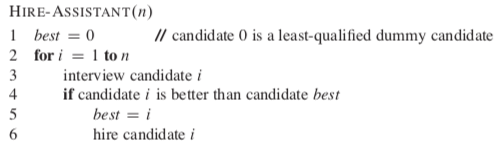 HIRE-ASSISTANT(n)
1 best = 0 // candidate 0 is a least-qualified dummy candidate
2 for i = 1 to n
3 interview candidate i
4 if candidate i is better than candidate best
5 best = i
6 hire candidate i